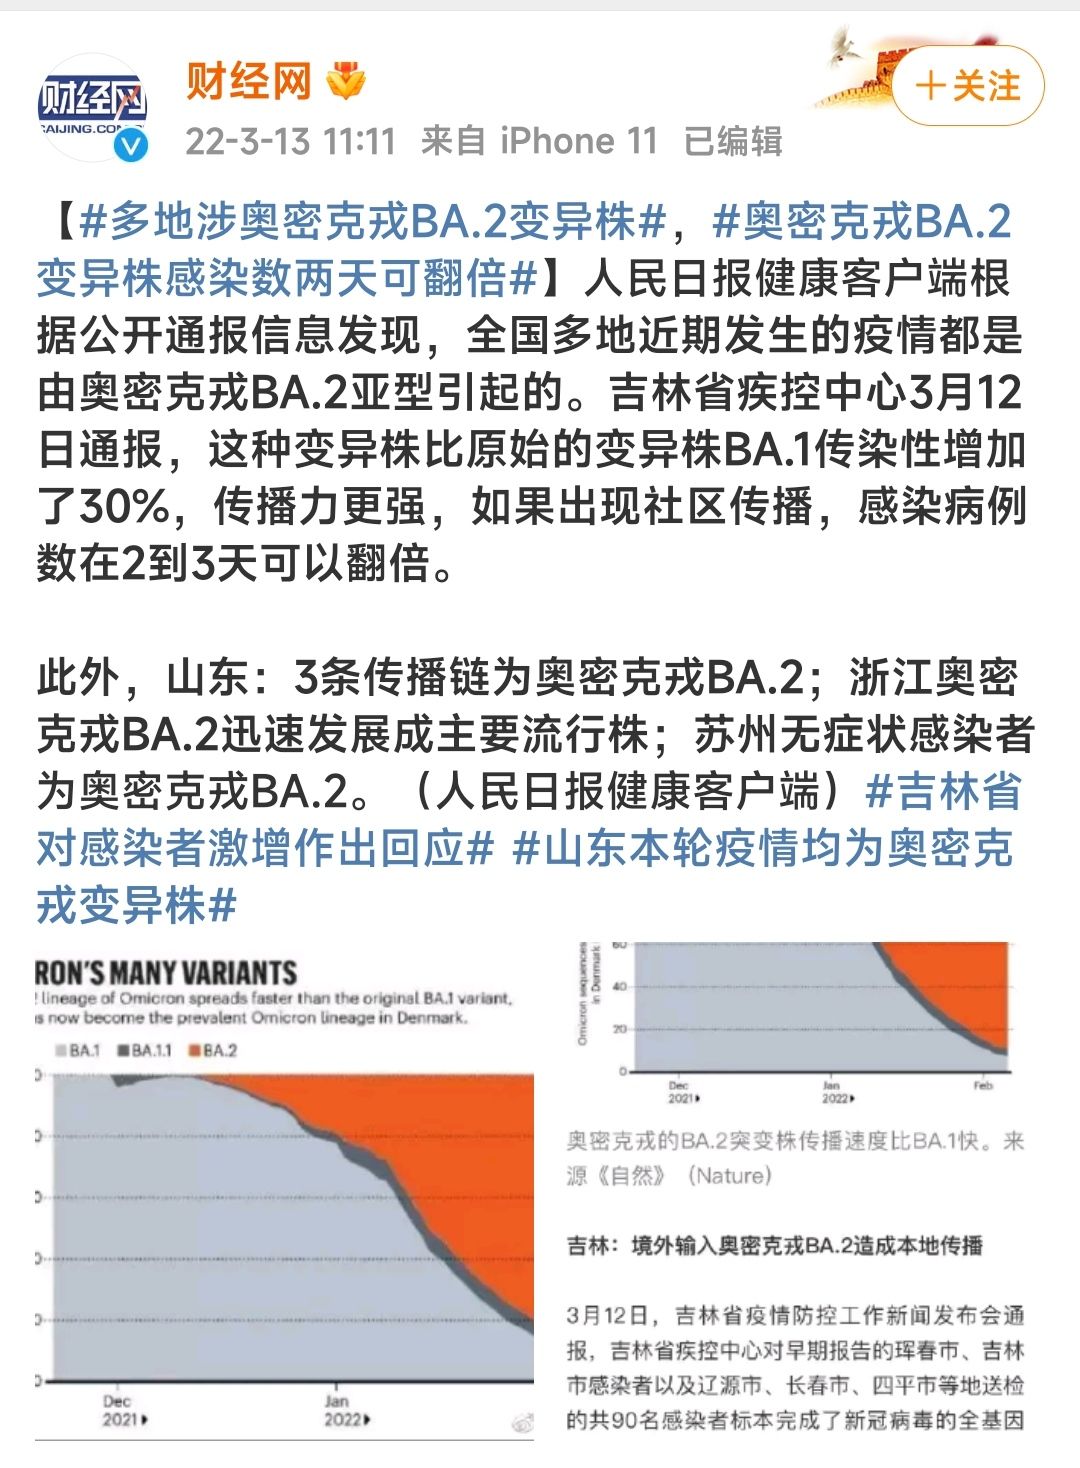 财经网
AIJING.CO
财经网
22-3-13 11:11 来自 iPhone 11 已编辑
+关注
【#多地涉奥密克戎BA.2变异株#，#奥密克戎BA.2
变异株感染数两天可翻倍#】人民日报健康客户端根
据公开通报信息发现，全国多地近期发生的疫情都是
由奥密克戎BA.2亚型引起的。吉林省疾控中心3月12
日通报，这种变异株比原始的变异株BA.1传染性增加
了30%，传播力更强，如果出现社区传播，感染病例
数在2到3天可以翻倍。
此外，山东：3条传播链为奥密克戎BA.2；浙江奥密
克戎BA.2迅速发展成主要流行株；苏州无症状感染者
为奥密克戎BA.2。（人民日报健康客户端）#吉林省
对感染者激增作出回应# #山东本轮疫情均为奥密克
戎变异株#
RON'S MANY VARIANTS
lineage of Omicron spreads faster than the original BA.1 variant,
s now become the prevalent Omicron lineage in Denmark.
BA.1 BA.1.1 BA.2
Dec
2021
Jan
2022
Omicron sequences
in Denmark
60
40
20
0
Dec
2021
Jan
2022
Feb
奥密克戎的BA.2突变株传播速度比BA.1快。来
源《自然》（Nature）
吉林：境外输入奥密克戎BA.2造成本地传播
3月12日，吉林省疫情防控工作新闻发布会通
报，吉林省疾控中心对早期报告的珲春市、吉林
市感染者以及辽源市、长春市、四平市等地送检
的共90名感染者标本完成了新冠病毒的全基因